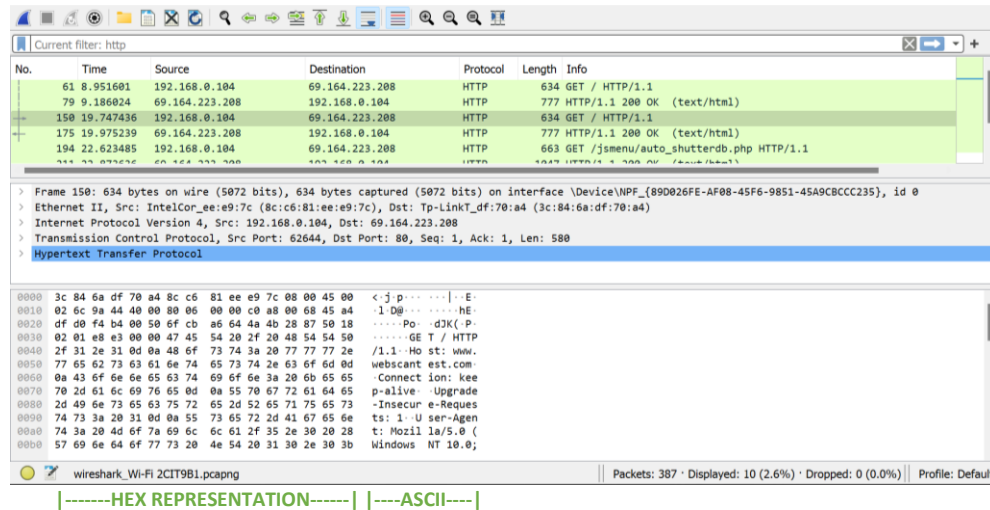 Current filter: http
No. Time Source Destination Protocol Length Info
61 8.951601 192.168.0.104 69.164.223.208 HTTP 634 GET / HTTP/1.1
79 9.186024 69.164.223.208 192.168.0.104 HTTP 777 HTTP/1.1 200 OK (text/html)
150 19.747436 192.168.0.104 69.164.223.208 HTTP 634 GET / HTTP/1.1
175 19.975239 69.164.223.208 192.168.0.104 HTTP 777 HTTP/1.1 200 OK (text/html)
194 22.623485 192.168.0.104 69.164.223.208 HTTP 663 GET /jsmenu/auto_shutterdb.php HTTP/1.1
> Frame 150: 634 bytes on wire (5072 bits), 634 bytes captured (5072 bits) on interface \Device\NPF_{89D026FE-AF08-45F6-9851-45A9CBCCC235}, id 0
> Ethernet II, Src: IntelCor_ee:e9:7c (8c:c6:81:ee:e9:7c), Dst: Tp-LinkT_df:70:a4 (3c:84:6a:df:70:a4)
> Internet Protocol Version 4, Src: 192.168.0.104, Dst: 69.164.223.208
> Transmission Control Protocol, Src Port: 62644, Dst Port: 80, Seq: 1, Ack: 1, Len: 580
> Hypertext Transfer Protocol
0000 3c 84 6a df 70 a4 8c c6 81 ee e9 7c 08 00 45 00 <·j·p··· ···|··E·
0010 02 6c 9a 44 40 00 80 06 00 00 c0 a8 00 68 45 a4 ·l·D@··· ·····hE·
0020 df d0 f4 b4 00 50 6f cb a6 64 4a 4b 28 87 50 18 ·····Po· ·dJK(·P·
0030 02 01 e8 e3 00 00 47 45 54 20 2f 20 48 54 54 50 ······GE T / HTTP
0040 2f 31 2e 31 0d 0a 48 6f 73 74 3a 20 77 77 77 2e /1.1··Ho st: www.
0050 77 65 62 73 63 61 6e 74 65 73 74 2e 63 6f 6d 0d webscant est.com·
0060 0a 43 6f 6e 6e 65 63 74 69 6f 6e 3a 20 6b 65 65 ·Connect ion: kee
0070 70 2d 61 6c 69 76 65 0d 0a 55 70 67 72 61 64 65 p-alive· ·Upgrade
0080 2d 49 6e 73 65 63 75 72 65 2d 52 65 71 75 65 73 -Insecur e-Reques
0090 74 73 3a 20 31 0d 0a 55 73 65 72 2d 41 67 65 6e ts: 1··U ser-Agen
00a0 74 3a 20 4d 6f 7a 69 6c 6c 61 2f 35 2e 30 20 28 t: Mozil la/5.0 (
00b0 57 69 6e 64 6f 77 73 20 4e 54 20 31 30 2e 30 3b Windows NT 10.0;
wireshark_Wi-Fi 2CIT9B1.pcapng Packets: 387 · Displayed: 10 (2.6%) · Dropped: 0 (0.0%) Profile: Defaul
|-------HEX REPRESENTATION------| |----ASCII----|